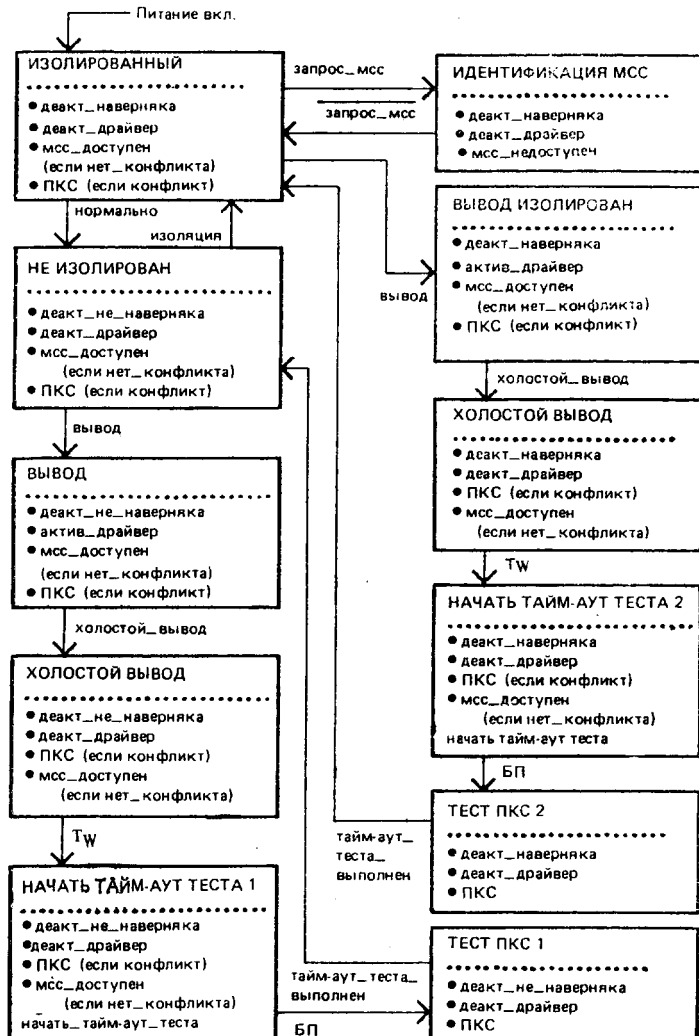 Питание вкл.
ИЗОЛИРОВАННЫЙ
• деакт_наверняка
• деакт_драйвер
• мсс_доступен
(если нет_конфликта)
• ПКС (если конфликт)
запрос_мсс
запрос_мсс
ИДЕНТИФИКАЦИЯ МСС
• деакт_наверняка
• деакт_драйвер
• мсс_недоступен
нормально
изоляция
вывод
ВЫВОД ИЗОЛИРОВАН
• деакт_наверняка
• актив_драйвер
• мсс_доступен
(если нет_конфликта)
• ПКС (если конфликт)
НЕ ИЗОЛИРОВАН
• деакт_не_наверняка
• деакт_драйвер
• мсс_доступен
(если нет_конфликта)
• ПКС (если конфликт)
холостой_вывод
вывод
ХОЛОСТОЙ ВЫВОД
• деакт_наверняка
• деакт_драйвер
• ПКС (если конфликт)
• мсс_доступен
(если нет_конфликта)
ВЫВОД
• деакт_не_наверняка
• актив_драйвер
• мсс_доступен
(если нет_конфликта)
• ПКС (если конфликт)
TW
холостой_вывод
НАЧАТЬ ТАЙМ-АУТ ТЕСТА 2
• деакт_наверняка
• деакт_драйвер
• ПКС (если конфликт)
• мсс_доступен
(если нет_конфликта)
начать тайм-аут теста
ХОЛОСТОЙ ВЫВОД
• деакт_не_наверняка
• деакт_драйвер
• ПКС (если конфликт)
• мсс_доступен
(если нет_конфликта)
БП
TW
тайм-аут_
теста_
выполнен
ТЕСТ ПКС 2
• деакт_наверняка
• деакт_драйвер
• ПКС
НАЧАТЬ ТАЙМ-АУТ ТЕСТА 1
• деакт_не_наверняка
• деакт_драйвер
• ПКС (если конфликт)
• мсс_доступен
(если нет_конфликта)
начать_тайм-аут_теста
тайм-аут_теста_
выполнен
БП
ТЕСТ ПКС 1
• деакт_не_наверняка
• деакт_драйвер
• ПКС